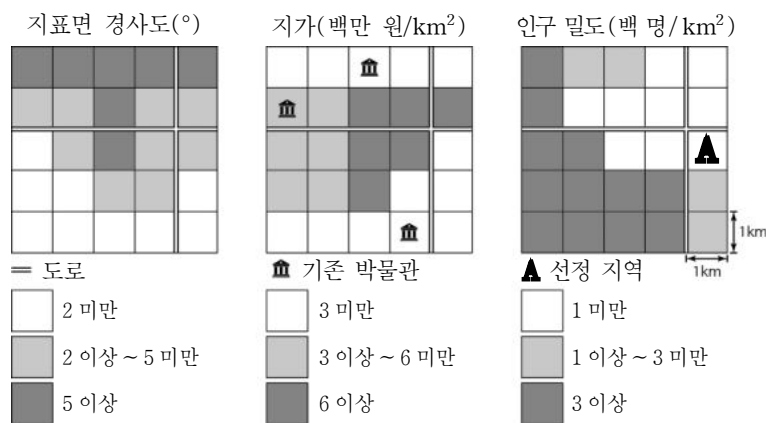 지표면 경사도(°)
지가(백만 원/km²)
인구 밀도(백 명/km²)
1km
1km
도로
기존 박물관
선정 지역
2 미만
3 미만
1 미만
2 이상 ~ 5 미만
3 이상 ~ 6 미만
1 이상 ~ 3 미만
5 이상
6 이상
3 이상